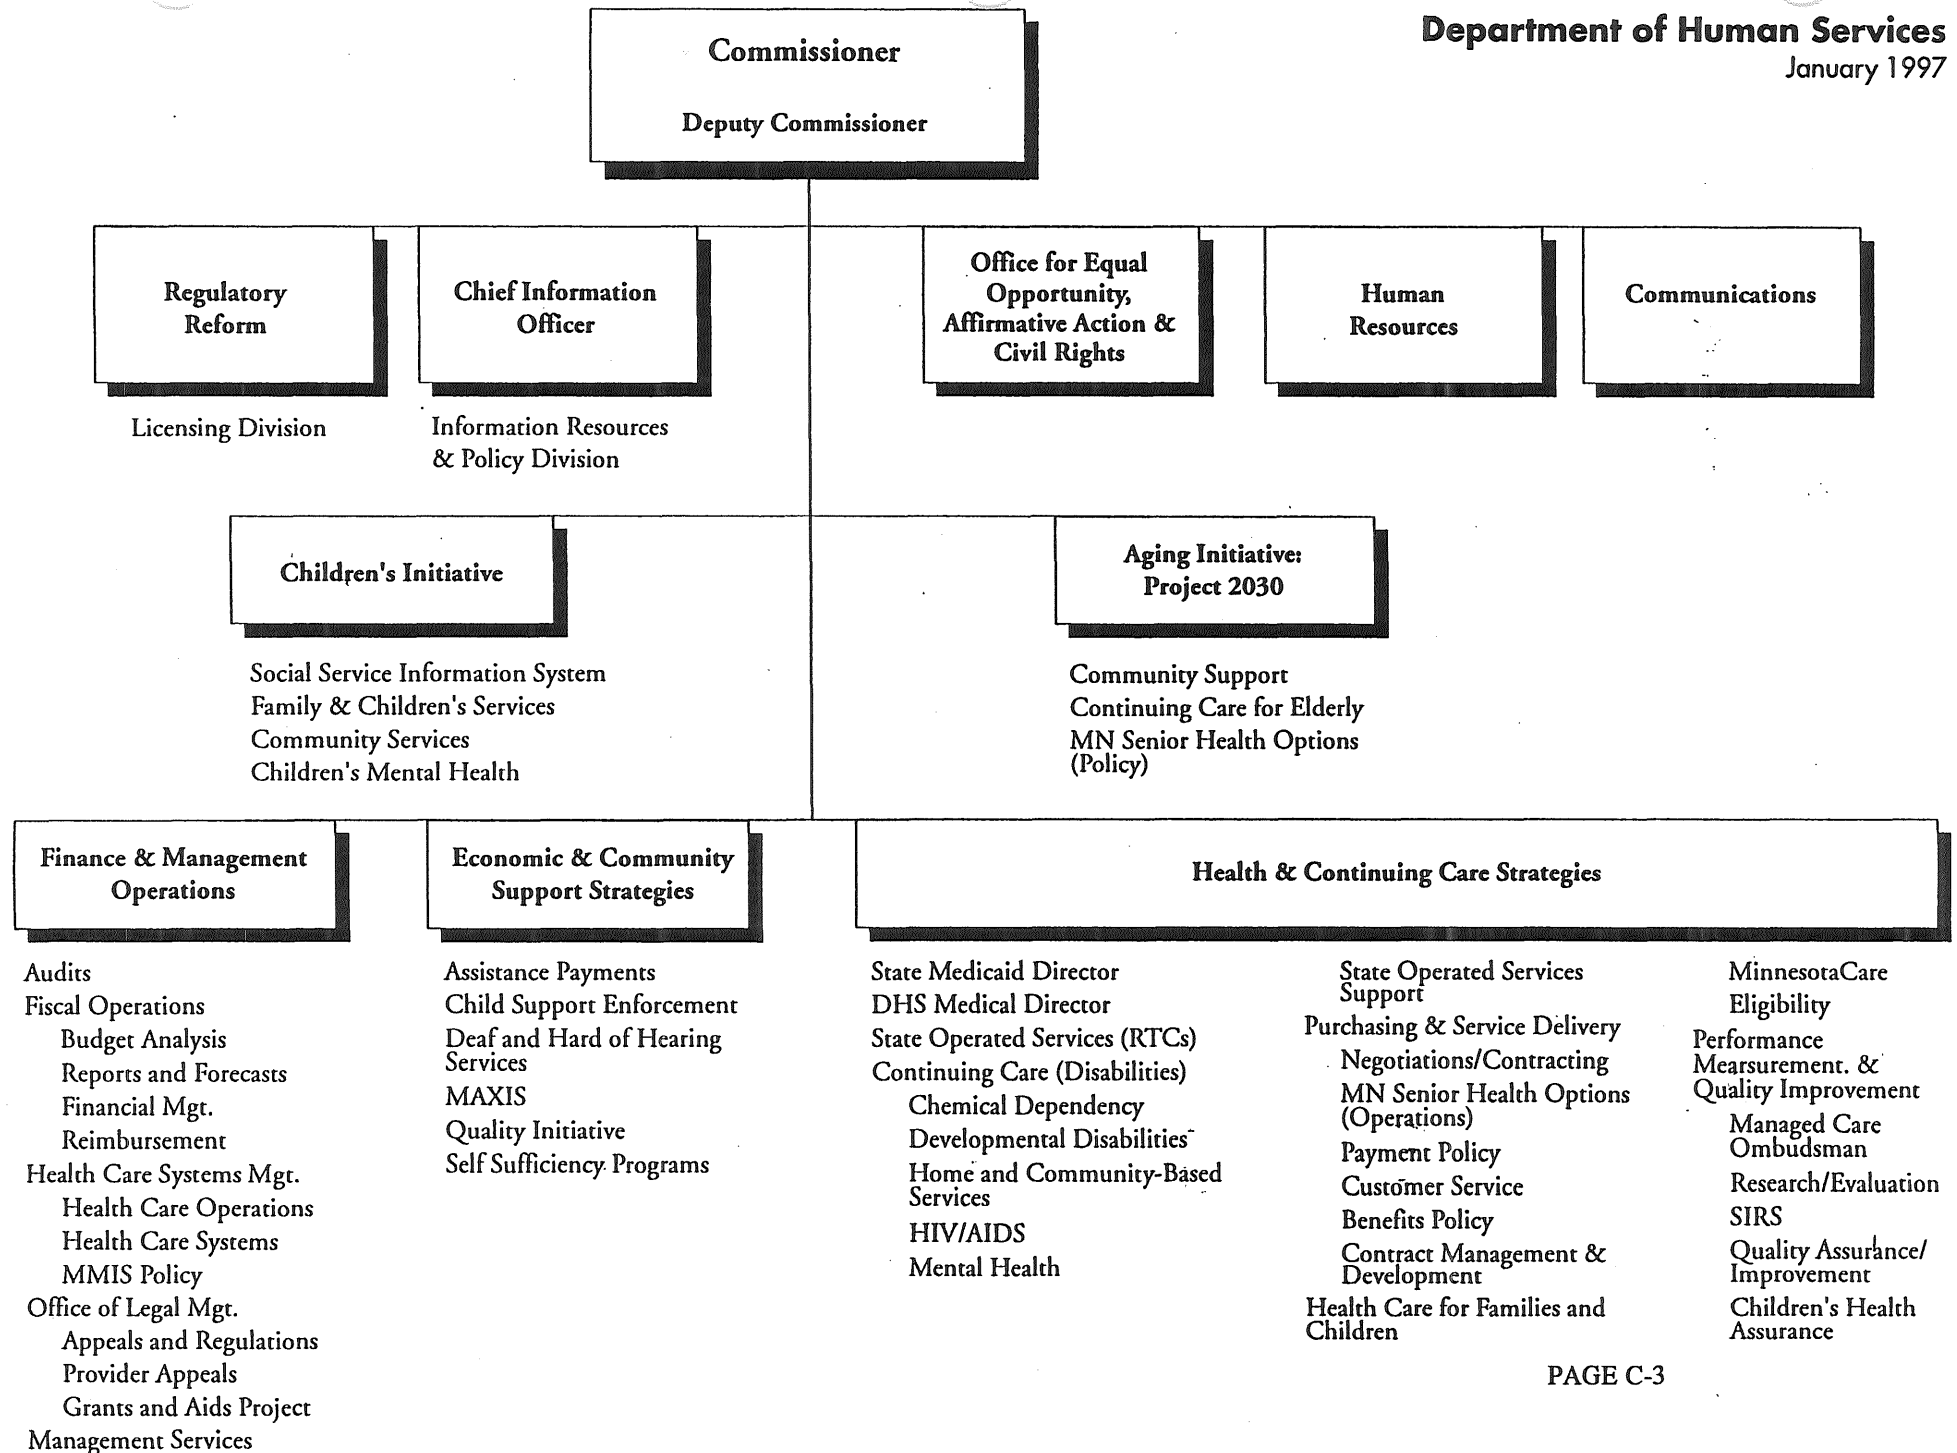 Department of Human Services
January 1997
Commissioner
Deputy Commissioner
Regulatory
Reform
Chief Information
Officer
Office for Equal
Opportunity,
Affirmative Action &
Civil Rights
Human
Resources
Communications
Licensing Division
Information Resources
& Policy Division
Children's Initiative
Aging Initiative:
Project 2030
Social Service Information System
Family & Children's Services
Community Services
Children's Mental Health
Community Support
Continuing Care for Elderly
MN Senior Health Options
(Policy)
Finance & Management
Operations
Economic & Community
Support Strategies
Health & Continuing Care Strategies
Audits
Fiscal Operations
Budget Analysis
Reports and Forecasts
Financial Mgt.
Reimbursement
Health Care Systems Mgt.
Health Care Operations
Health Care Systems
MMIS Policy
Office of Legal Mgt.
Appeals and Regulations
Provider Appeals
Grants and Aids Project
Management Services
Assistance Payments
Child Support Enforcement
Deaf and Hard of Hearing
Services
MAXIS
Quality Initiative
Self Sufficiency Programs
State Medicaid Director
DHS Medical Director
State Operated Services (RTCs)
Continuing Care (Disabilities)
Chemical Dependency
Developmental Disabilities
Home and Community-Based
Services
HIV/AIDS
Mental Health
State Operated Services
Support
Purchasing & Service Delivery
Negotiations/Contracting
MN Senior Health Options
(Operations)
Payment Policy
Customer Service
Benefits Policy
Contract Management &
Development
Health Care for Families and
Children
MinnesotaCare
Eligibility
Performance
Mearsurement. &
Quality Improvement
Managed Care
Ombudsman
Research/Evaluation
SIRS
Quality Assurance/
Improvement
Children's Health
Assurance
PAGE C-3